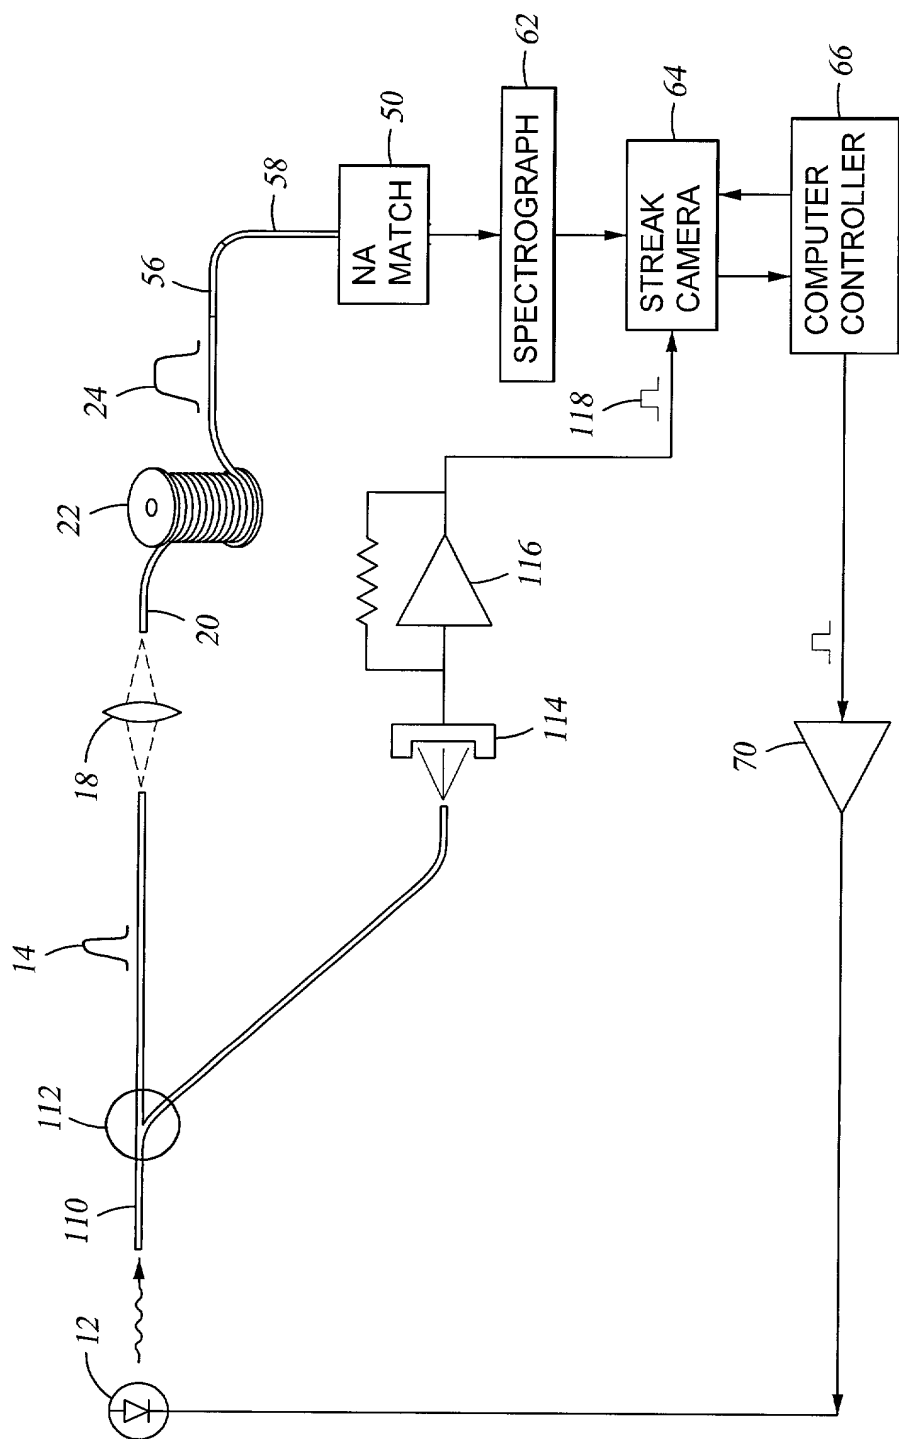 12
110
112
14
18
20
22
24
56
58
NA
MATCH
50
SPECTROGRAPH
62
STREAK
CAMERA
64
COMPUTER
CONTROLLER
66
114
116
118
70